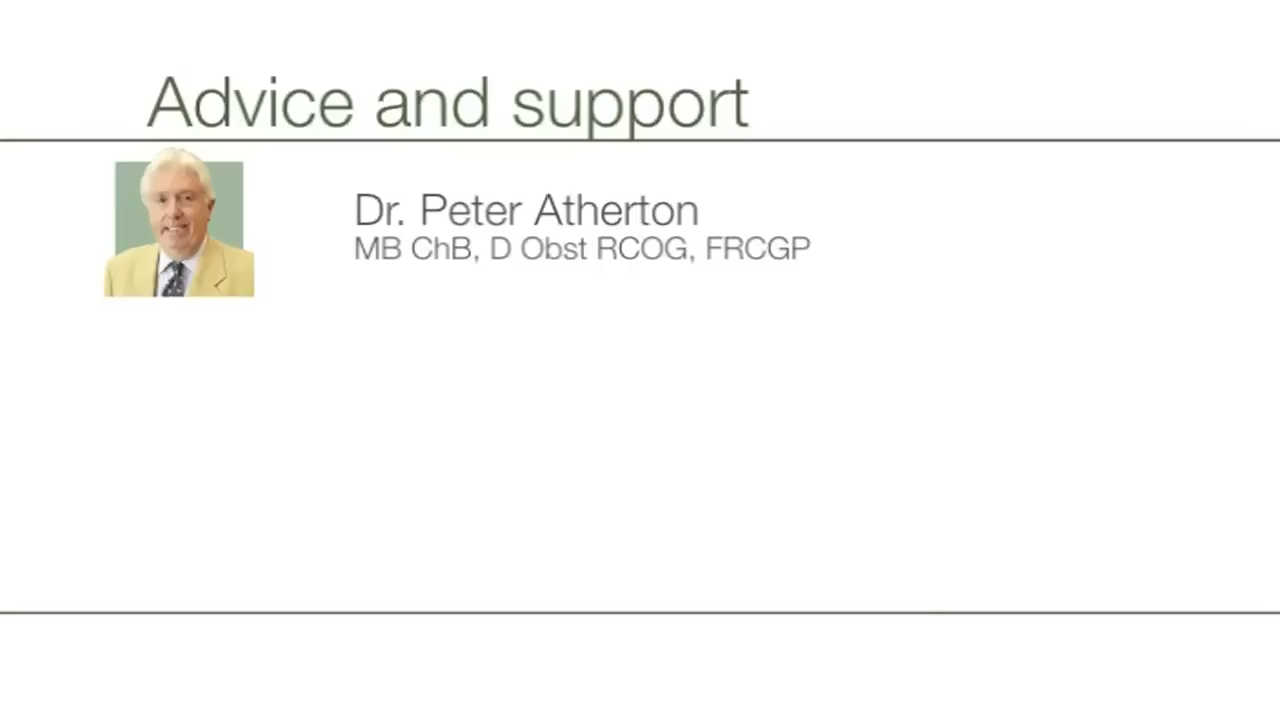 Advice and support
Dr. Peter Atherton
MB ChB, D Obst RCOG, FRCGP